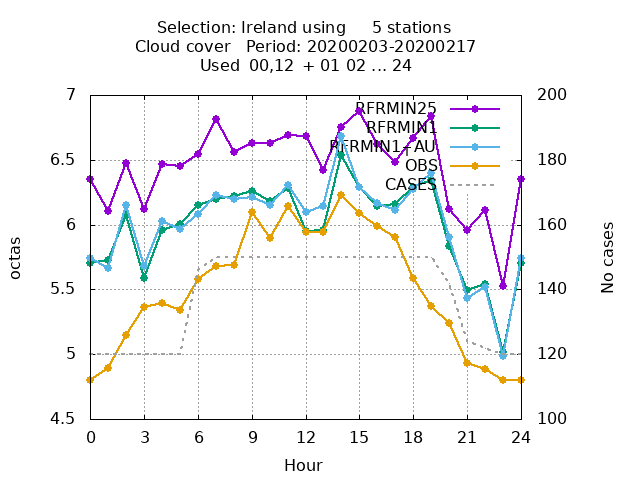 Selection: Ireland using 5 stations
Cloud cover Period: 20200203-20200217
Used 00,12 + 01 02 ... 24
7 200
RFRMIN25
RFRMIN1
RFRMIN1+AU
6.5 180
OBS
CASES
6 160
5.5 140
5 120
4.5 100
octas
No cases
0 3 6 9 12 15 18 21 24
Hour